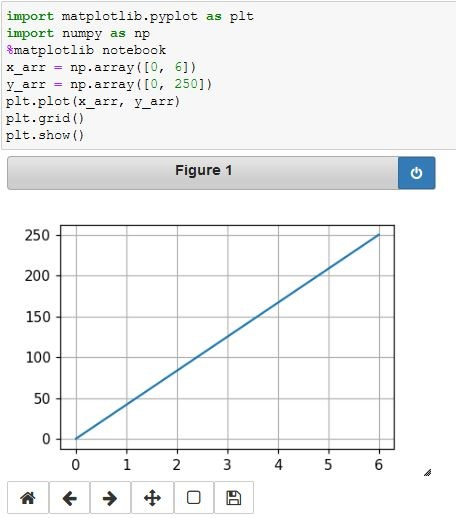 import matplotlib.pyplot as plt
import numpy as np
%matplotlib notebook
x_arr = np.array([0, 6])
y_arr = np.array([0, 250])
plt.plot(x_arr, y_arr)
plt.grid()
plt.show()
Figure 1
250
200
150
100
50
0
0 1 2 3 4 5 6